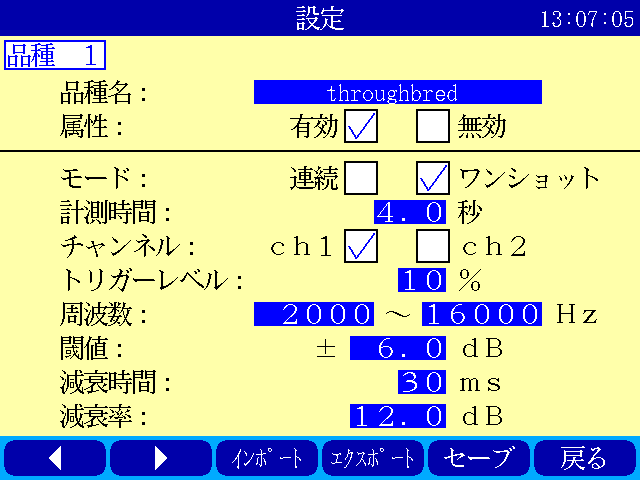 設定 13:07:05
品種 1
品種名： throughbred
属性： 有効 無効
モード： 連続 ワンショット
計測時間： 4.0 秒
チャンネル： ch1 ch2
トリガーレベル： 10 %
周波数： 2000 ～ 16000 Hz
閾値： ± 6.0 dB
減衰時間： 30 ms
減衰率： 12.0 dB
◀ ▶ ｲﾝﾎﾟｰﾄ ｴｸｽﾎﾟｰﾄ セーブ 戻る